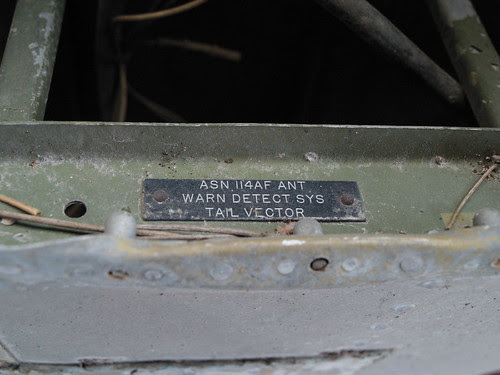 ASN 114AF ANT
WARN DETECT SYS
TAIL VECTOR